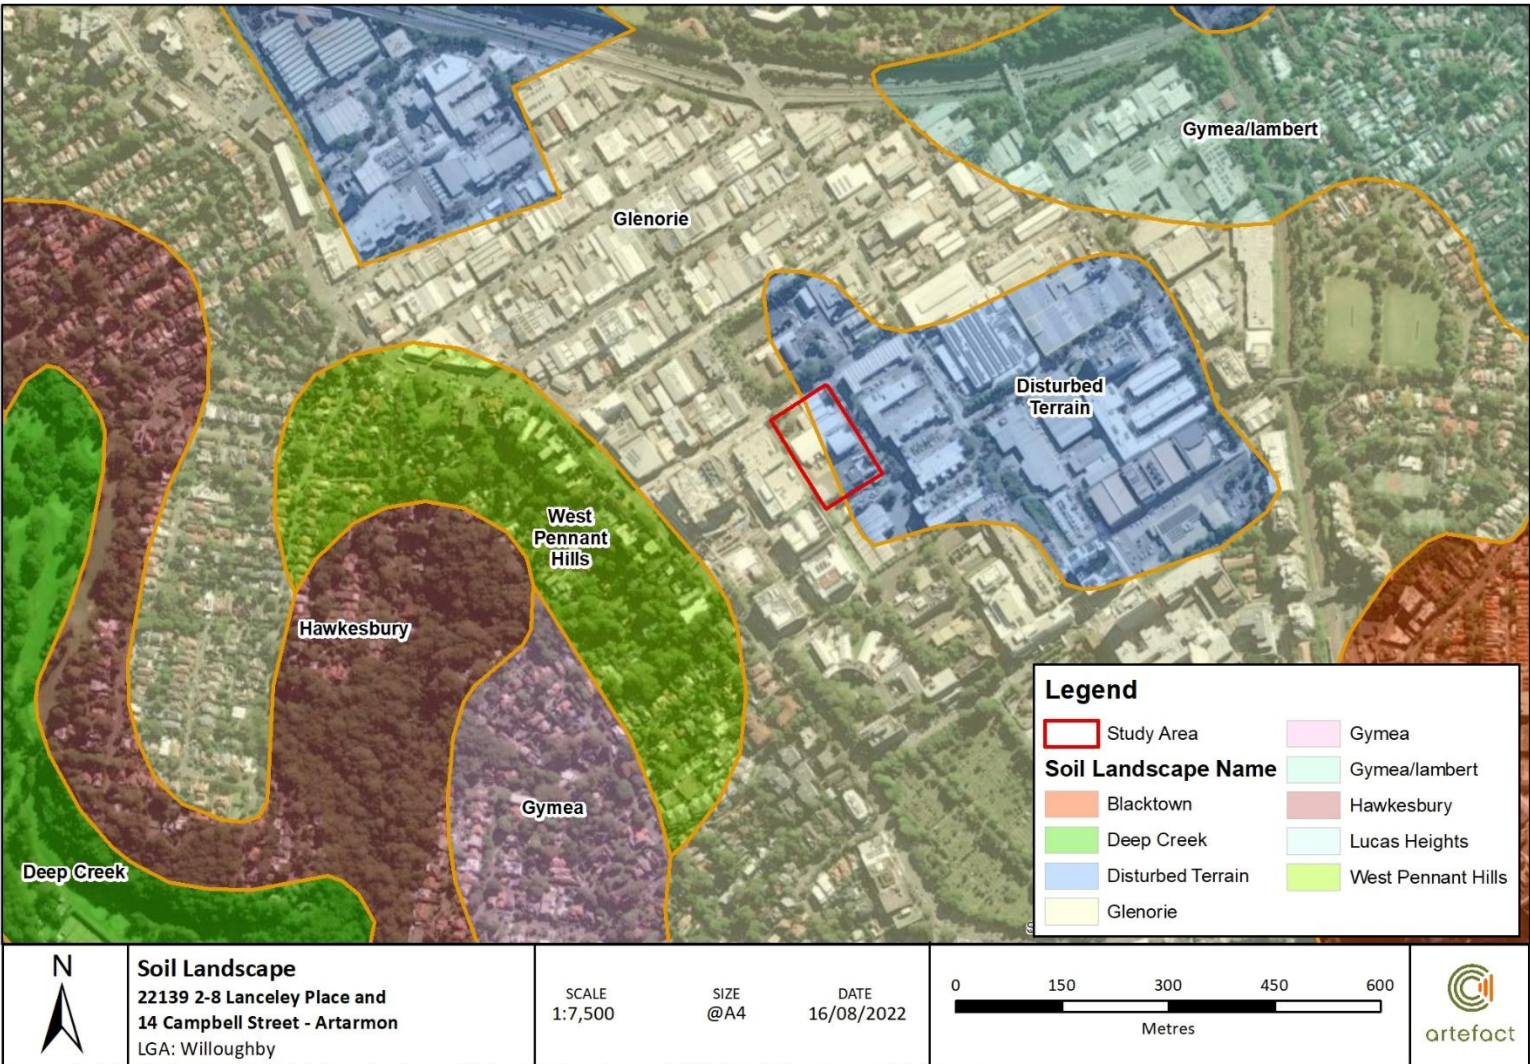 Gymea/lambert
Glenorie
Disturbed
Terrain
West
Pennant
Hills
Hawkesbury
Gymea
Deep Creek
Legend
Study Area
Soil Landscape Name
Blacktown
Deep Creek
Disturbed Terrain
Glenorie
Gymea
Gymea/lambert
Hawkesbury
Lucas Heights
West Pennant Hills
N
Soil Landscape
22139 2-8 Lanceley Place and
14 Campbell Street - Artarmon
LGA: Willoughby
SCALE
1:7,500
SIZE
@A4
DATE
16/08/2022
0 150 300 450 600
Metres
artefact